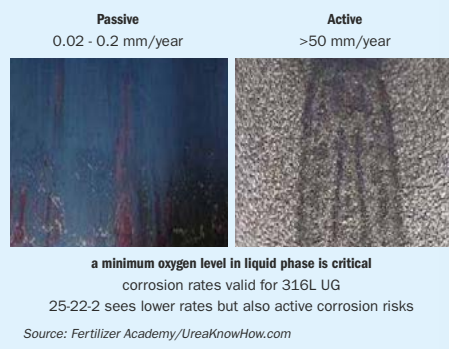 Passive
0.02 - 0.2 mm/year
Active
>50 mm/year
a minimum oxygen level in liquid phase is critical
corrosion rates valid for 316L UG
25-22-2 sees lower rates but also active corrosion risks
Source: Fertilizer Academy/UreaKnowHow.com